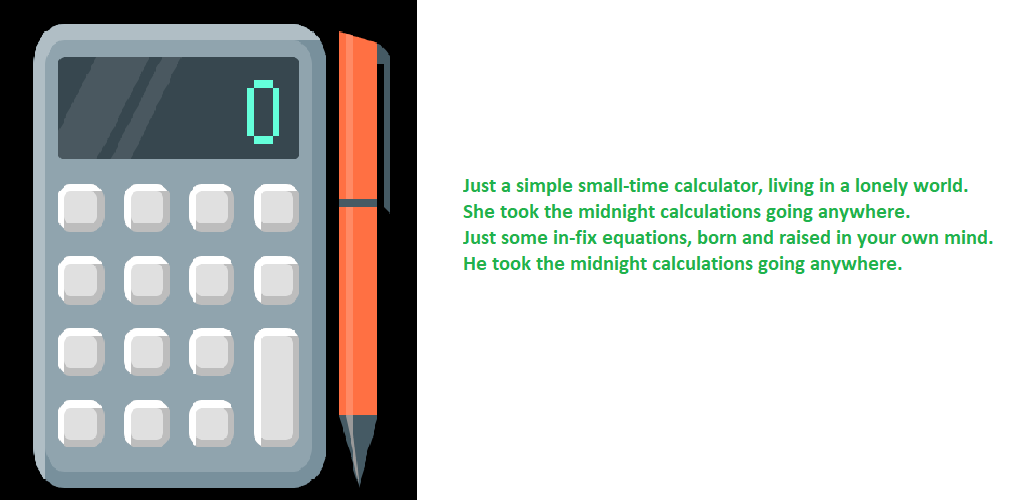 0
Just a simple small-time calculator, living in a lonely world.
She took the midnight calculations going anywhere.
Just some in-fix equations, born and raised in your own mind.
He took the midnight calculations going anywhere.